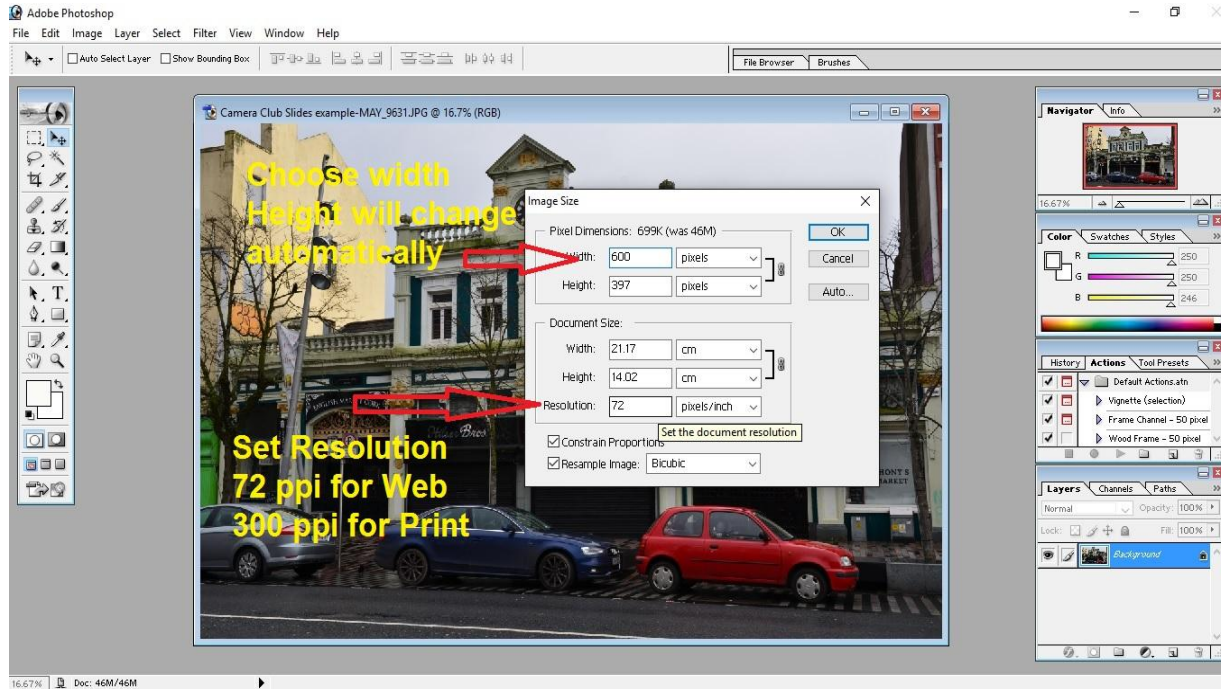 Adobe Photoshop
File Edit Image Layer Select Filter View Window Help
Auto Select Layer Show Bounding Box
File Browser Brushes
Camera Club Slides example-MAY_9631.JPG @ 16.7% (RGB)
Choose width
Height will change
automatically
Set Resolution
72 ppi for Web
300 ppi for Print
Image Size
Pixel Dimensions: 699K (was 46M)
Width: 600 pixels
Height: 397 pixels
OK
Cancel
Auto...
Document Size:
Width: 21.17 cm
Height: 14.02 cm
Resolution: 72 pixels/inch
Set the document resolution
Constrain Proportions
Resample Image: Bicubic
Bros
Navigator Info
16.67%
Color Swatches Styles
R 250
G 250
B 246
History Actions Tool Presets
Default Actions.atn
Vignette (selection)
Frame Channel - 50 pixel
Wood Frame - 50 pixel
Layers Channels Paths
Normal Opacity: 100%
Lock: Fill: 100%
Background
16.67% Doc: 46M/46M